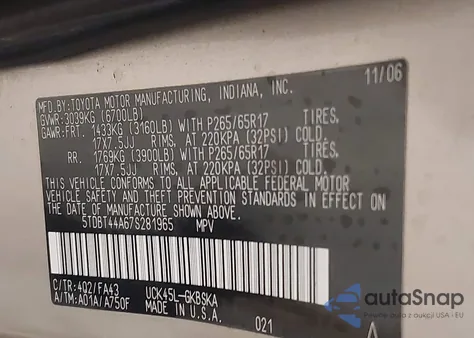 MFD.BY:TOYOTA MOTOR MANUFACTURING, INDIANA, INC. 11/06
GVWR:3039KG (6700LB)
GAWR:FRT. 1433KG (3160LB) WITH P265/65R17 TIRES,
17X7.5JJ RIMS, AT 220KPA (32PSI) COLD.
RR. 1769KG (3900LB) WITH P265/65R17 TIRES,
17X7.5JJ RIMS, AT 220KPA (32PSI) COLD.
THIS VEHICLE CONFORMS TO ALL APPLICABLE FEDERAL MOTOR
VEHICLE SAFETY AND THEFT PREVENTION STANDARDS IN EFFECT ON
THE DATE OF MANUFACTURE SHOWN ABOVE.
5TDBT44A67S281965 MPV
C/TR:4Q2/FA43 UCK45L-GKBSKA
A/TM:A01A/A750F MADE IN U.S.A. 021
A
autoSnap
POWERED BY